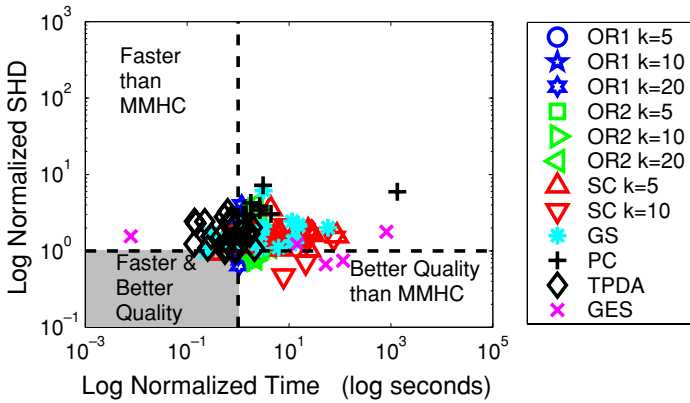 Log Normalized SHD
10^3
10^2
10^1
10^0
10^−1
Faster
than
MMHC
Faster &
Better
Quality
Better Quality
than MMHC
10^−3
10^−1
10^1
10^3
10^5
Log Normalized Time (log seconds)
OR1 k=5
OR1 k=10
OR1 k=20
OR2 k=5
OR2 k=10
OR2 k=20
SC k=5
SC k=10
GS
PC
TPDA
GES